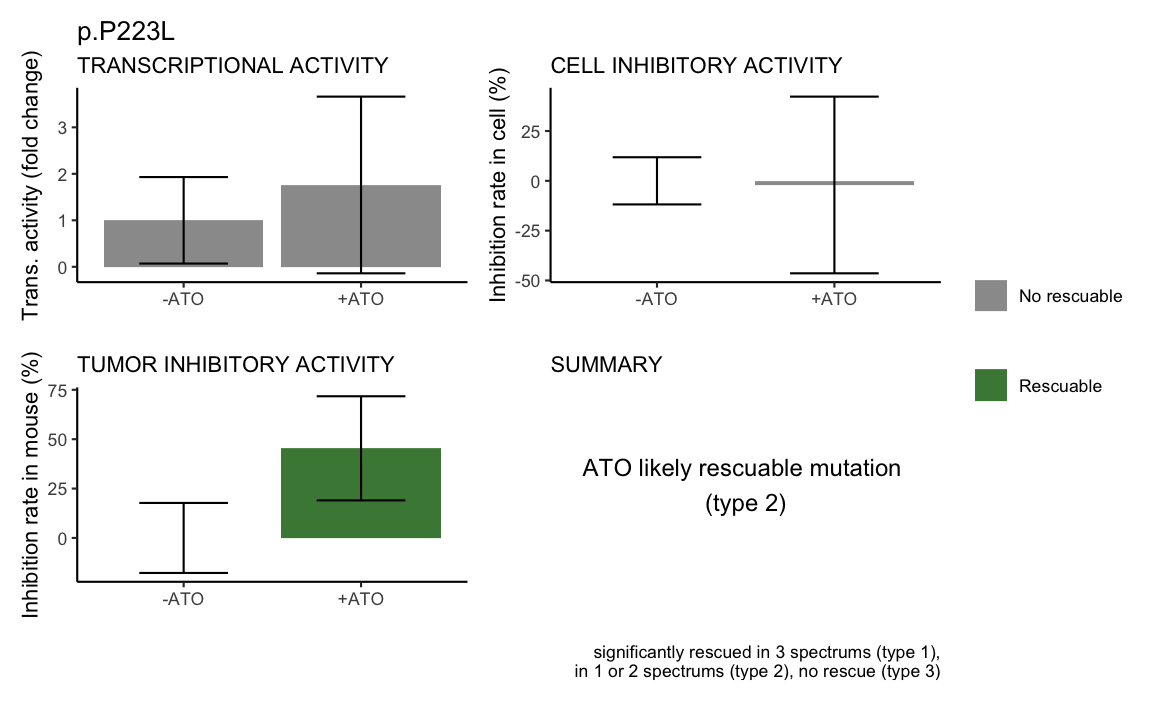 p.P223L
TRANSCRIPTIONAL ACTIVITY
Trans. activity (fold change)
3
2
1
0
-ATO
+ATO
CELL INHIBITORY ACTIVITY
Inhibition rate in cell (%)
25
0
-25
-50
-ATO
+ATO
No rescuable
Rescuable
TUMOR INHIBITORY ACTIVITY
Inhibition rate in mouse (%)
75
50
25
0
-ATO
+ATO
SUMMARY
ATO likely rescuable mutation
(type 2)
significantly rescued in 3 spectrums (type 1),
in 1 or 2 spectrums (type 2), no rescue (type 3)